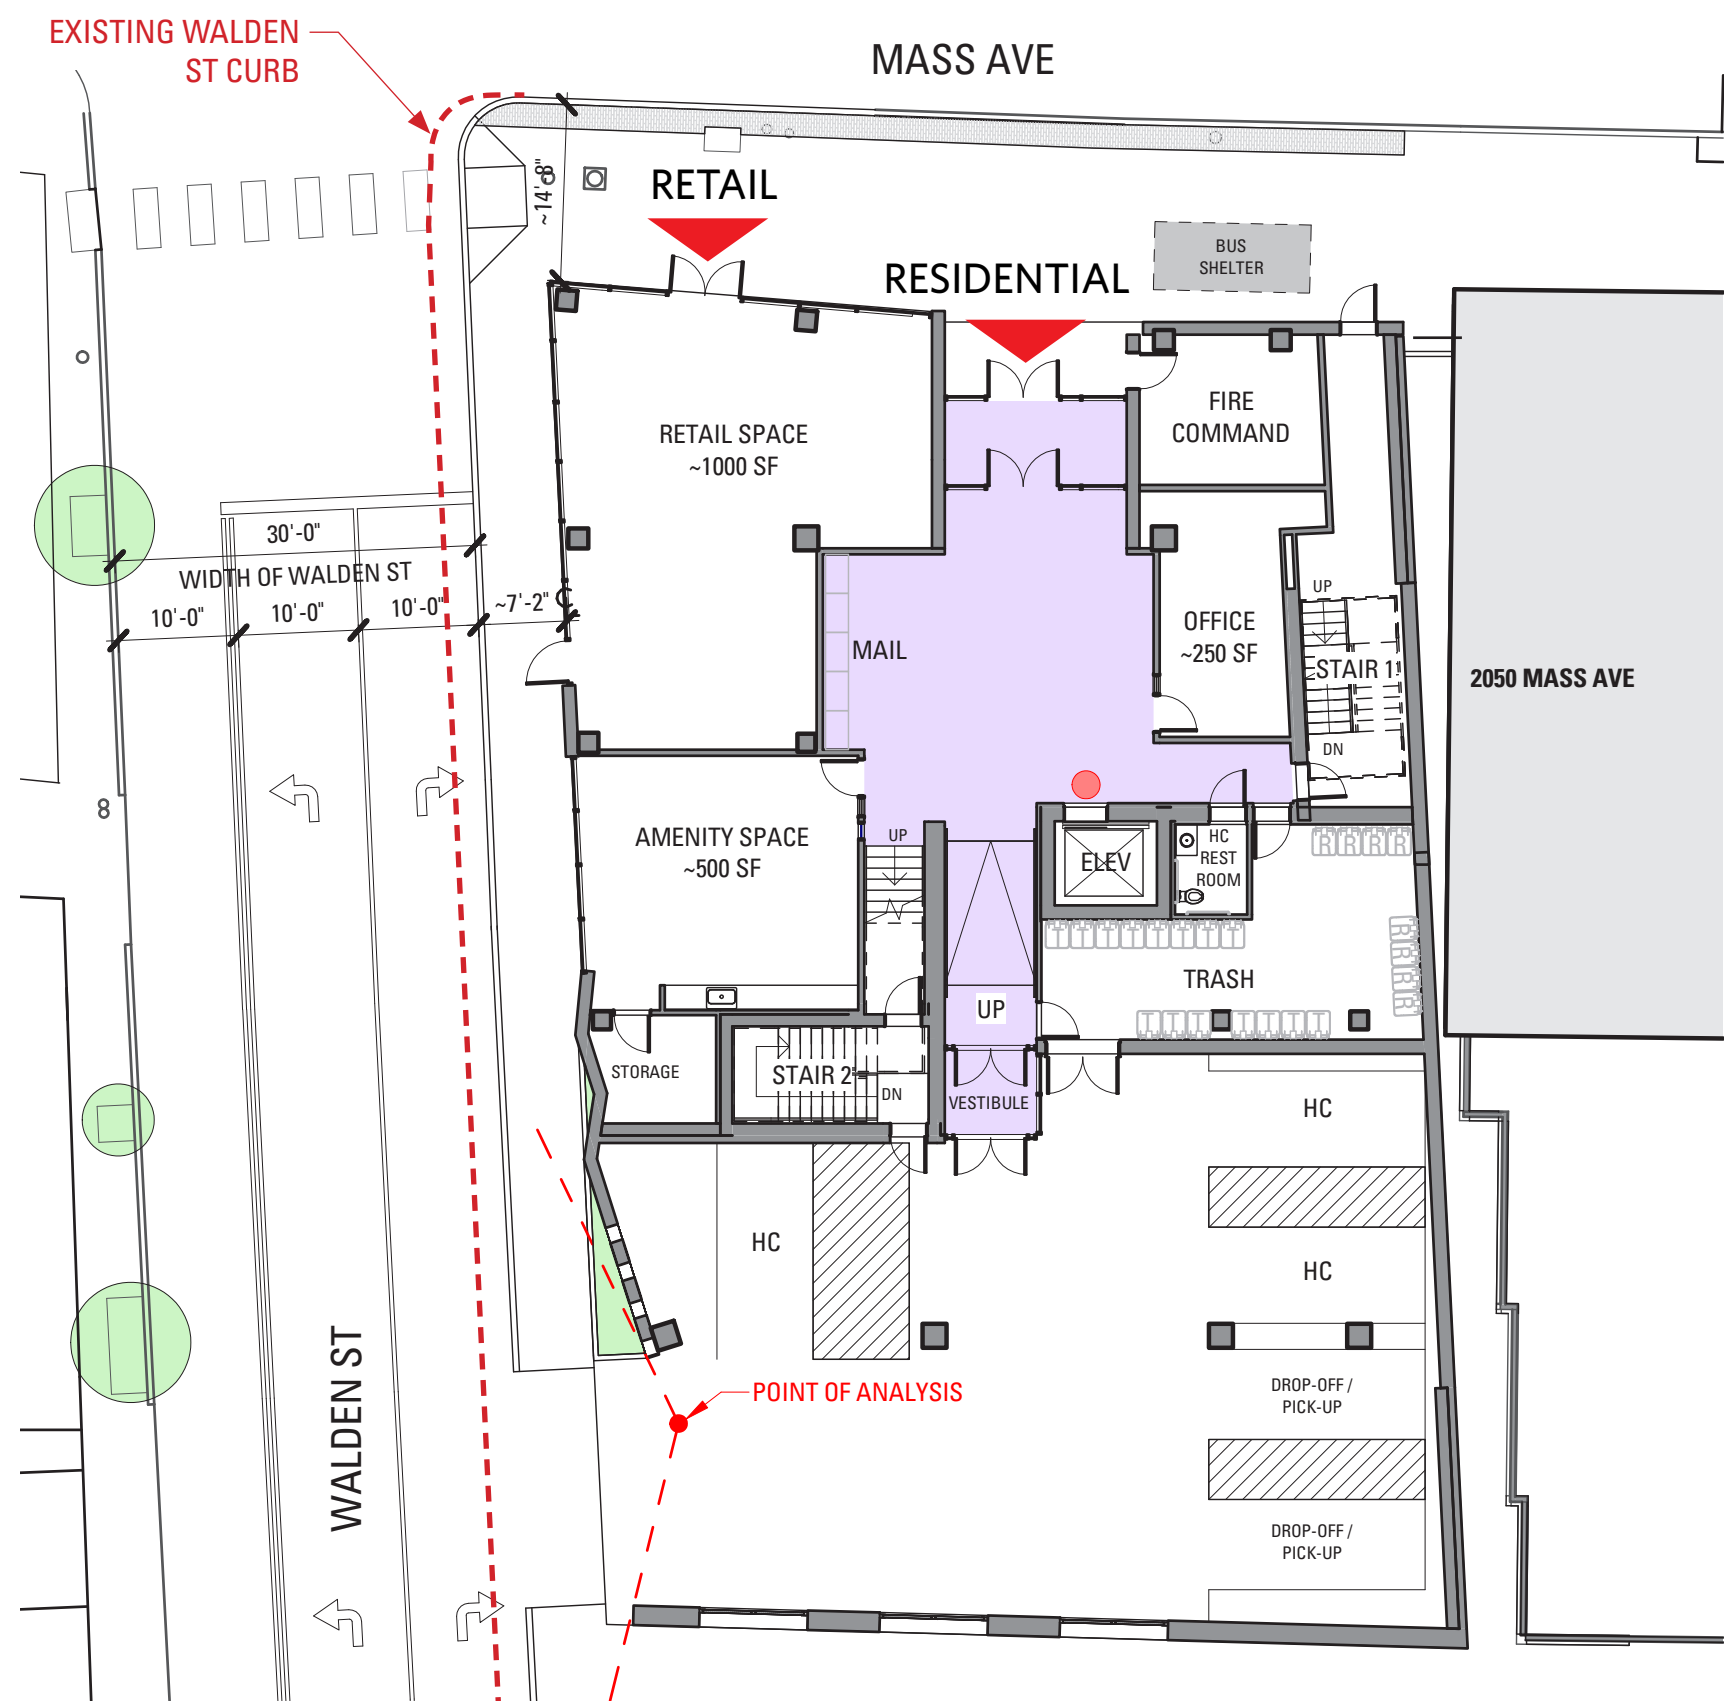 EXISTING WALDEN
ST CURB
MASS AVE
~14'-8"
RETAIL
BUS
SHELTER
RESIDENTIAL
FIRE
COMMAND
RETAIL SPACE
~1000 SF
30'-0"
WIDTH OF WALDEN ST
10'-0"
10'-0"
10'-0"
~7'-2"
UP
OFFICE
~250 SF
MAIL
STAIR 1
2050 MASS AVE
DN
AMENITY SPACE
~500 SF
UP
ELEV
HC
REST
ROOM
R R R R
T T T T T T T T
R
R
R
R
TRASH
UP
T T T T T T T
STORAGE
STAIR 2
DN
VESTIBULE
HC
HC
HC
DROP-OFF /
PICK-UP
POINT OF ANALYSIS
WALDEN ST
DROP-OFF /
PICK-UP